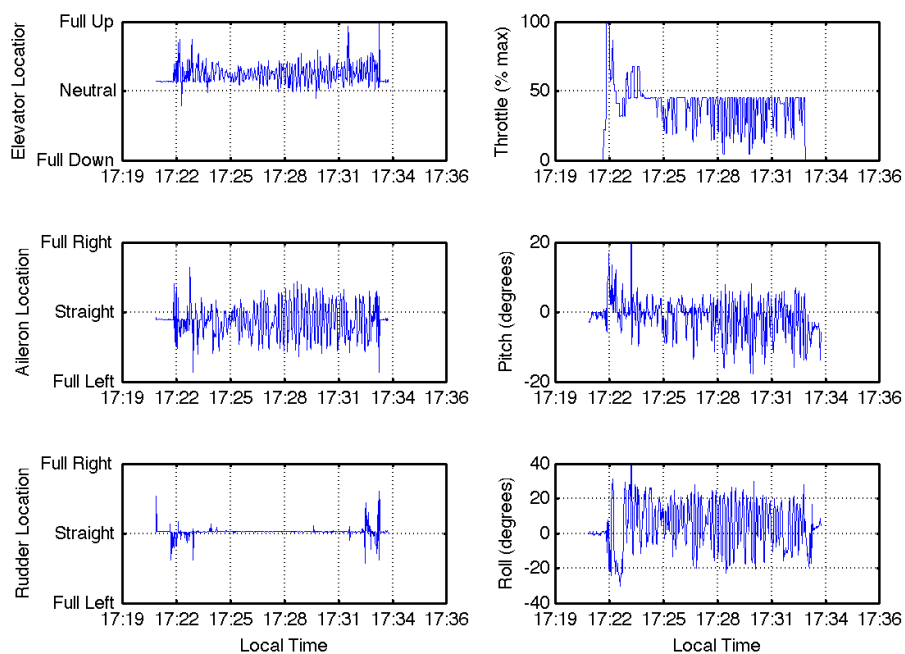 Full Up
Neutral
Full Down
Elevator Location
17:19 17:22 17:25 17:28 17:31 17:34 17:36
100
50
0
Throttle (% max)
17:19 17:22 17:25 17:28 17:31 17:34 17:36
Full Right
Straight
Full Left
Aileron Location
17:19 17:22 17:25 17:28 17:31 17:34 17:36
20
0
-20
Pitch (degrees)
17:19 17:22 17:25 17:28 17:31 17:34 17:36
Full Right
Straight
Full Left
Rudder Location
17:19 17:22 17:25 17:28 17:31 17:34 17:36
Local Time
40
20
0
-20
-40
Roll (degrees)
17:19 17:22 17:25 17:28 17:31 17:34 17:36
Local Time